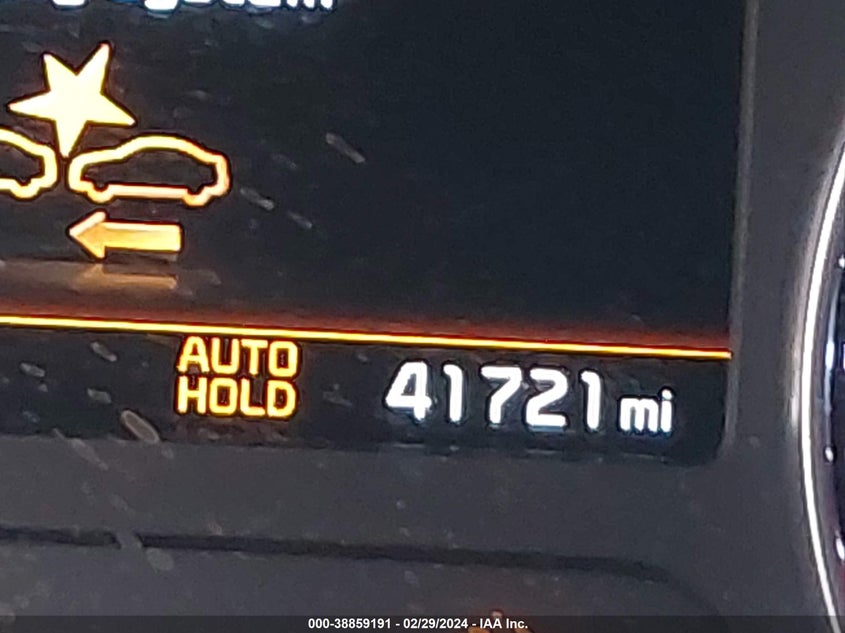 AUTO
HOLD
41721 mi
000-38859191 - 02/29/2024 - IAA Inc.